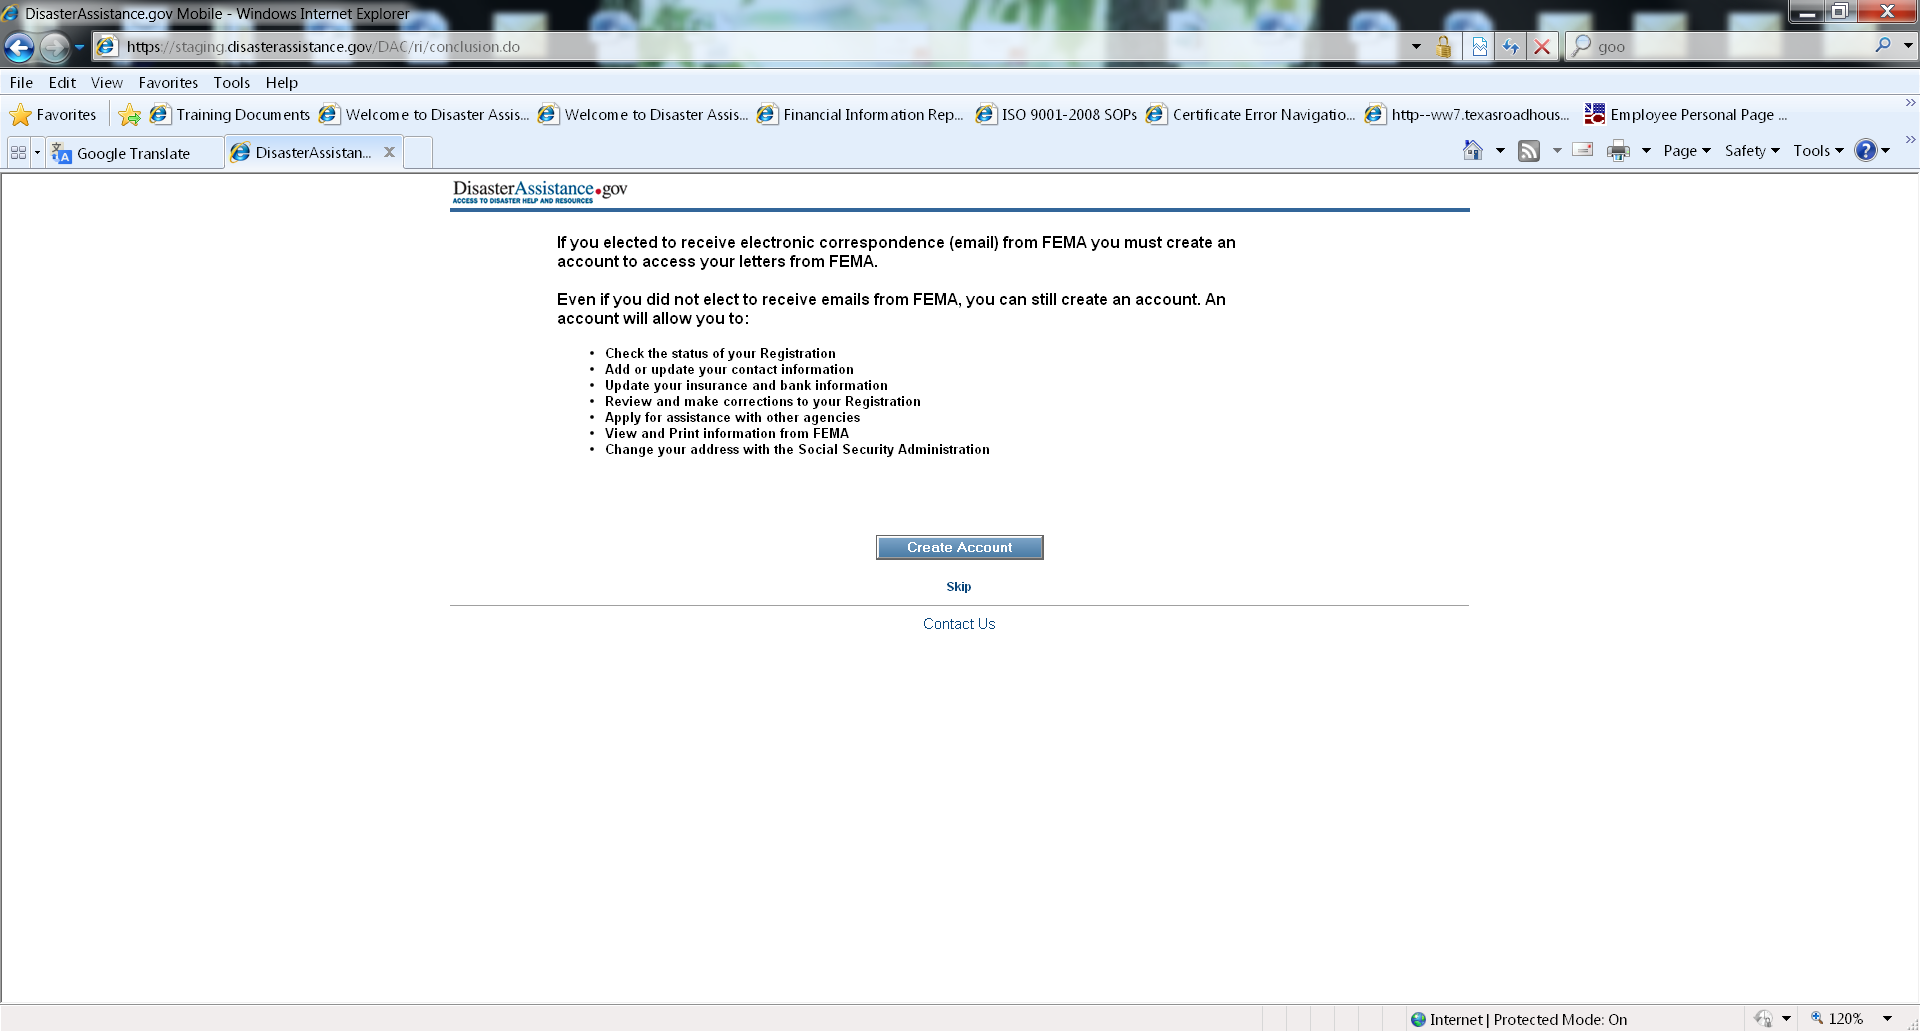 DisasterAssistance.gov Mobile - Windows Internet Explorer
https://staging.disasterassistance.gov/DAC/ri/conclusion.do
goo
File Edit View Favorites Tools Help
Favorites Training Documents Welcome to Disaster Assis... Welcome to Disaster Assis... Financial Information Rep... ISO 9001-2008 SOPs Certificate Error Navigatio... http--ww7.texasroadhous... Employee Personal Page ...
Google Translate DisasterAssistan... Page Safety Tools
DisasterAssistance.gov
ACCESS TO DISASTER HELP AND RESOURCES
If you elected to receive electronic correspondence (email) from FEMA you must create an
account to access your letters from FEMA.
Even if you did not elect to receive emails from FEMA, you can still create an account. An
account will allow you to:
• Check the status of your Registration
• Add or update your contact information
• Update your insurance and bank information
• Review and make corrections to your Registration
• Apply for assistance with other agencies
• View and Print information from FEMA
• Change your address with the Social Security Administration
Create Account
Skip
Contact Us
Internet | Protected Mode: On 120%